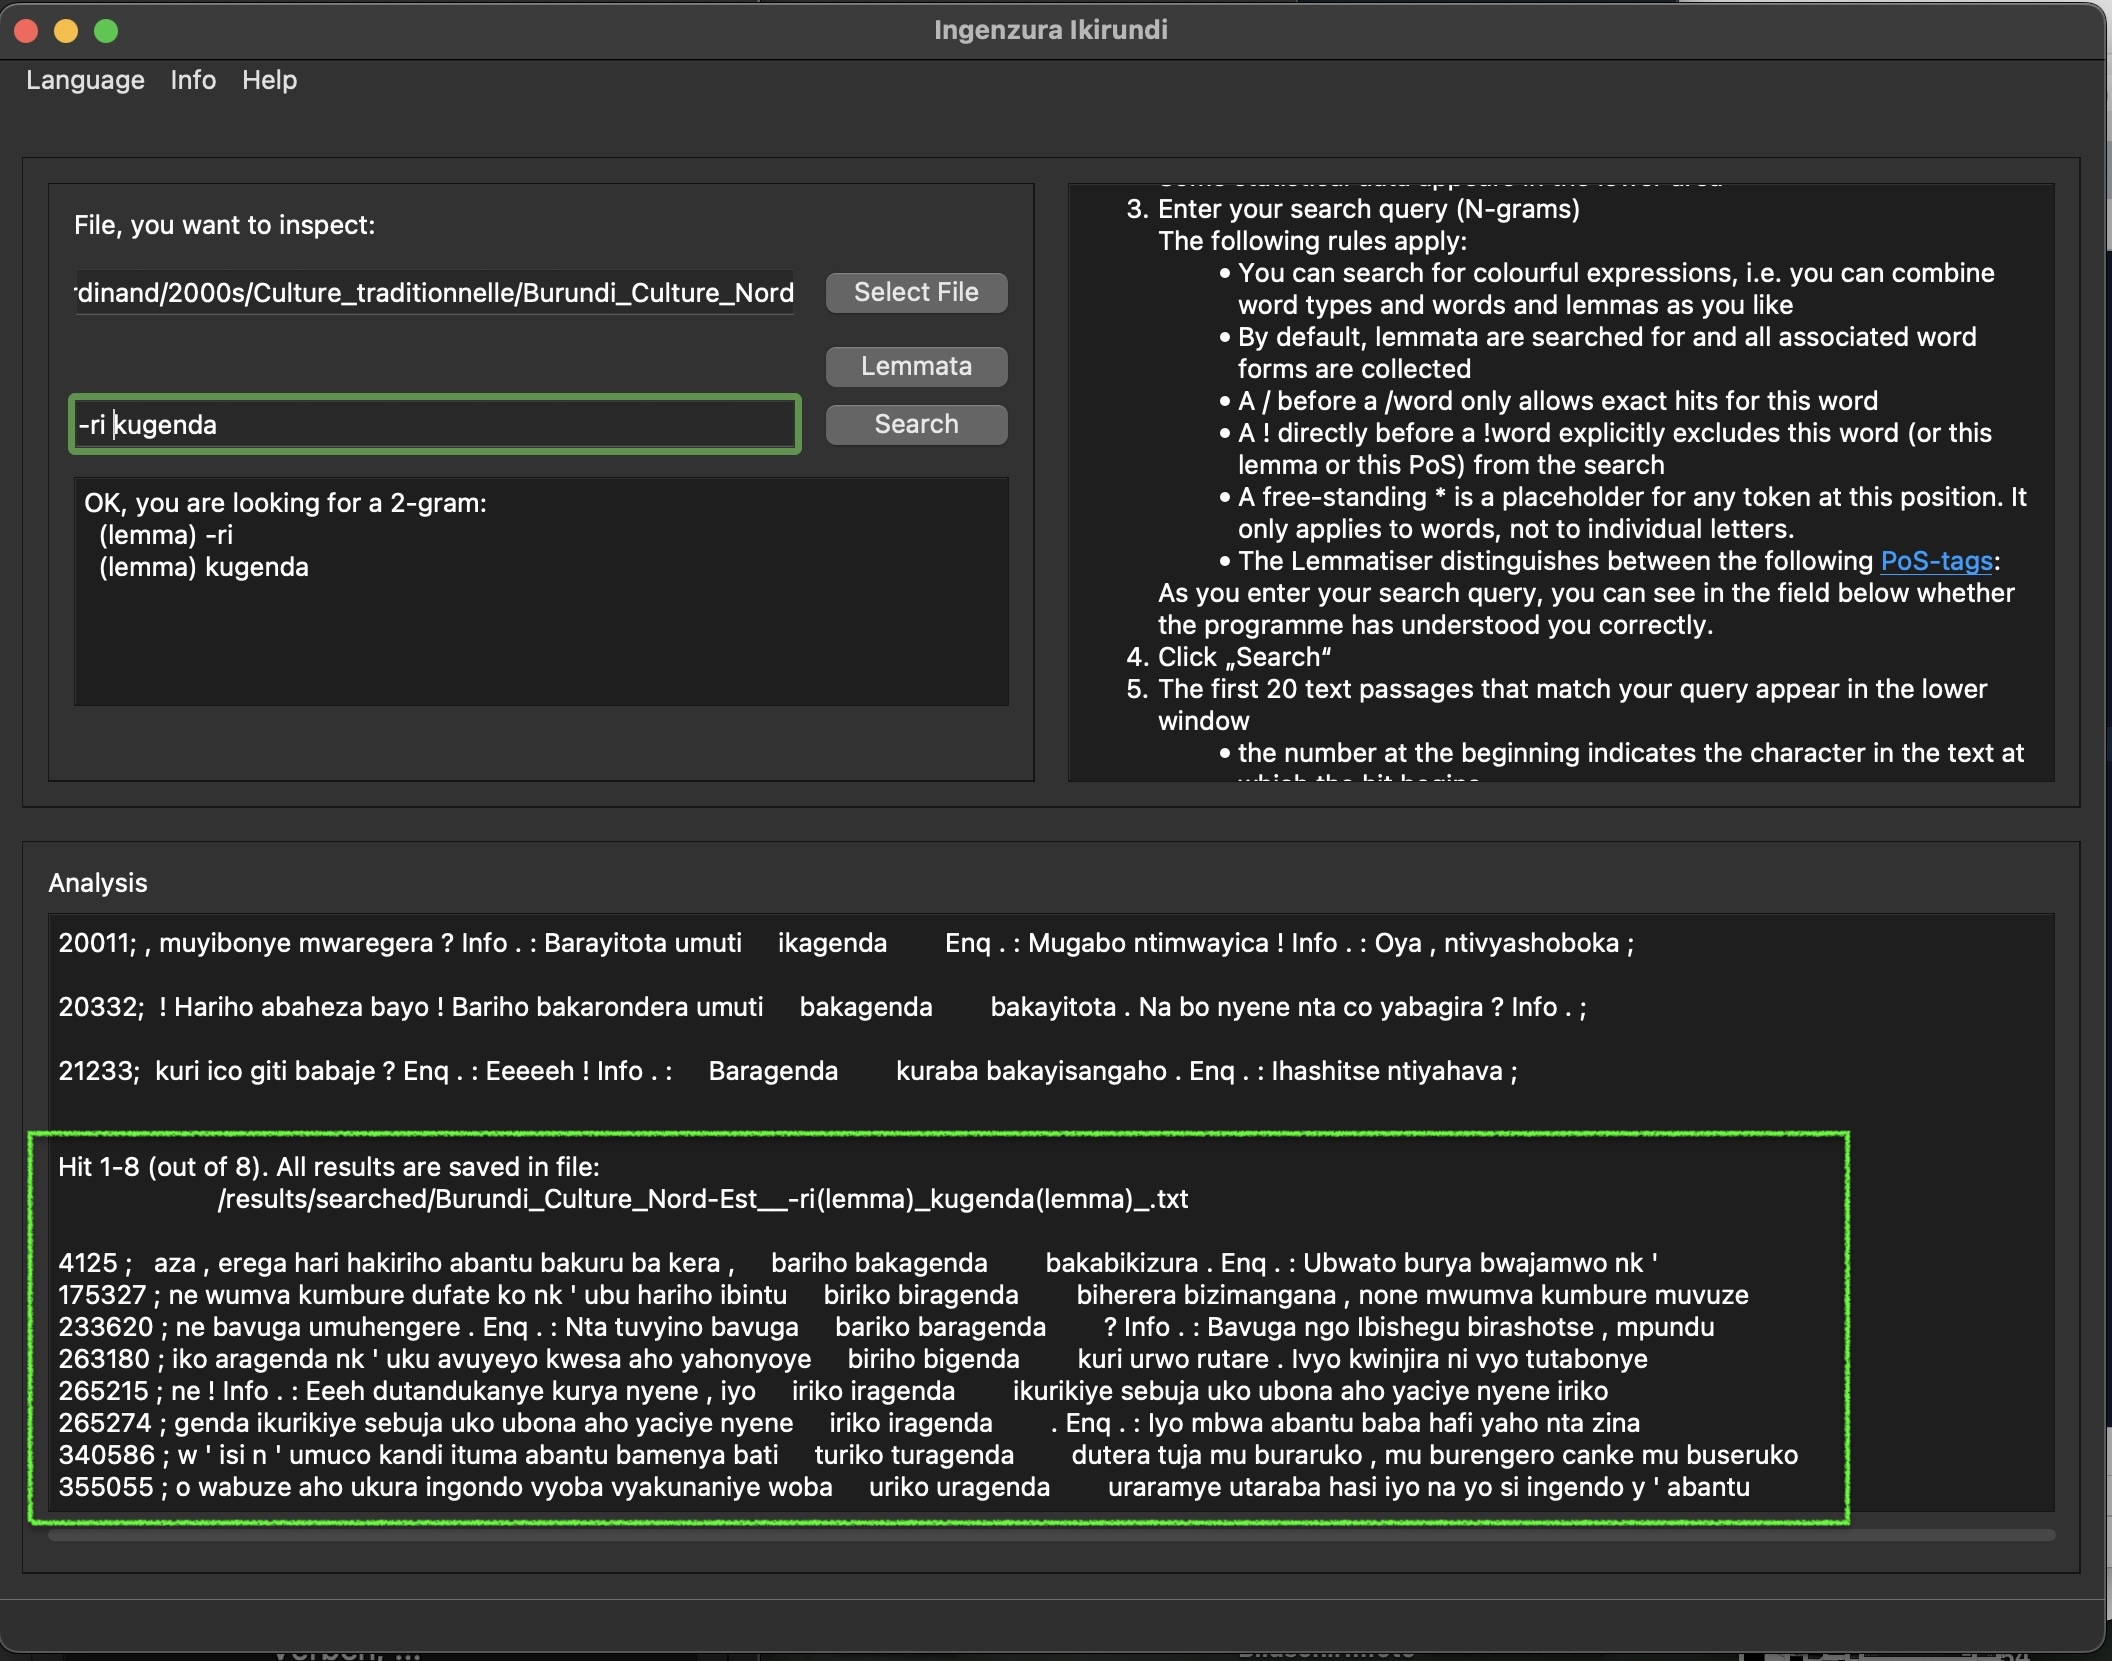 Ingenzura Ikirundi
Language Info Help
File, you want to inspect:
rdinand/2000s/Culture_traditionnelle/Burundi_Culture_Nord
Select File
Lemmata
-ri kugenda
Search
OK, you are looking for a 2-gram:
(lemma) -ri
(lemma) kugenda
3. Enter your search query (N-grams)
The following rules apply:
• You can search for colourful expressions, i.e. you can combine
word types and words and lemmas as you like
• By default, lemmata are searched for and all associated word
forms are collected
• A / before a /word only allows exact hits for this word
• A ! directly before a !word explicitly excludes this word (or this
lemma or this PoS) from the search
• A free-standing * is a placeholder for any token at this position. It
only applies to words, not to individual letters.
• The Lemmatiser distinguishes between the following PoS-tags:
As you enter your search query, you can see in the field below whether
the programme has understood you correctly.
4. Click „Search“
5. The first 20 text passages that match your query appear in the lower
window
• the number at the beginning indicates the character in the text at
Analysis
20011; , muyibonye mwaregera ? Info . : Barayitota umuti ikagenda Enq . : Mugabo ntimwayica ! Info . : Oya , ntivyashoboka ;
20332; ! Hariho abaheza bayo ! Bariho bakarondera umuti bakagenda bakayitota . Na bo nyene nta co yabagira ? Info . ;
21233; kuri ico giti babaje ? Enq . : Eeeeeh ! Info . : Baragenda kuraba bakayisangaho . Enq . : Ihashitse ntiyahava ;
Hit 1-8 (out of 8). All results are saved in file:
/results/searched/Burundi_Culture_Nord-Est__-ri(lemma)_kugenda(lemma)_.txt
4125 ; aza , erega hari hakiriho abantu bakuru ba kera , bariho bakagenda bakabikizura . Enq . : Ubwato burya bwajamwo nk '
175327 ; ne wumva kumbure dufate ko nk ' ubu hariho ibintu biriko biragenda biherera bizimangana , none mwumva kumbure muvuze
233620 ; ne bavuga umuhengere . Enq . : Nta tuvyino bavuga bariko baragenda ? Info . : Bavuga ngo Ibishegu birashotse , mpundu
263180 ; iko aragenda nk ' uku avuyeyo kwesa aho yahonyoye biriho bigenda kuri urwo rutare . Ivyo kwinjira ni vyo tutabonye
265215 ; ne ! Info . : Eeeh dutandukanye kurya nyene , iyo iriko iragenda ikurikiye sebuja uko ubona aho yaciye nyene iriko
265274 ; genda ikurikiye sebuja uko ubona aho yaciye nyene iriko iragenda . Enq . : Iyo mbwa abantu baba hafi yaho nta zina
340586 ; w ' isi n ' umuco kandi ituma abantu bamenya bati turiko turagenda dutera tuja mu buraruko , mu burengero canke mu buseruko
355055 ; o wabuze aho ukura ingondo vyoba vyakunaniye woba uriko uragenda uraramye utaraba hasi iyo na yo si ingendo y ' abantu